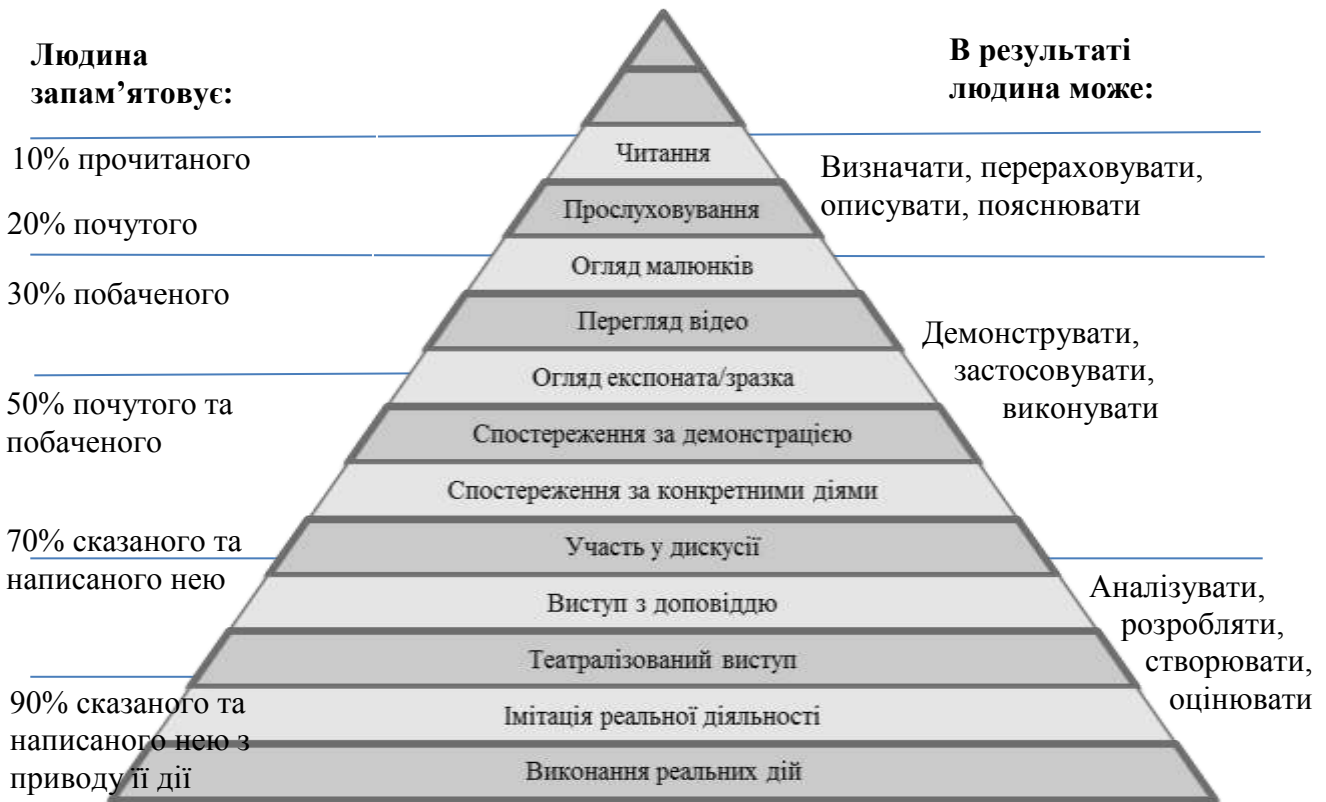 Людина
запам’ятовує:
В результаті
людина може:
10% прочитаного
20% почутого
30% побаченого
50% почутого та
побаченого
70% сказаного та
написаного нею
90% сказаного та
написаного нею з
приводу її дії
Читання
Прослуховування
Огляд малюнків
Перегляд відео
Огляд експоната/зразка
Спостереження за демонстрацією
Спостереження за конкретними діями
Участь у дискусії
Виступ з доповіддю
Театралізований виступ
Імітація реальної діяльності
Виконання реальних дій
Визначати, перераховувати,
описувати, пояснювати
Демонструвати,
застосовувати,
виконувати
Аналізувати,
розробляти,
створювати,
оцінювати